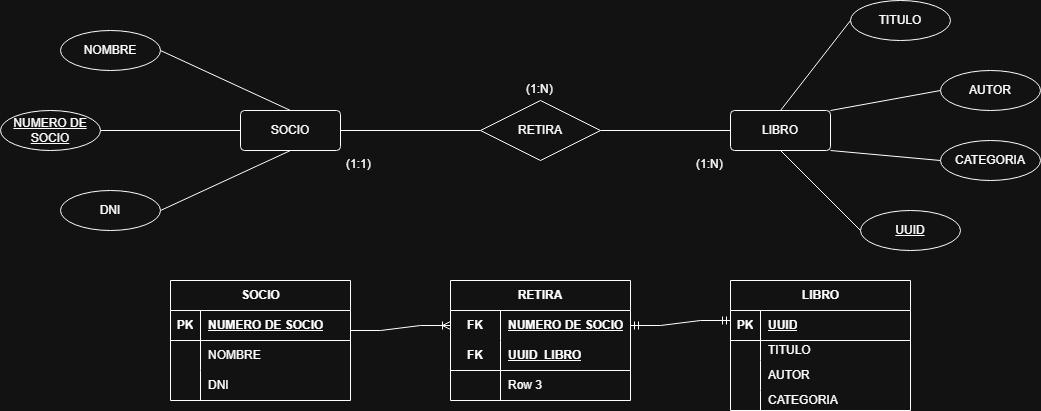 TITULO
NOMBRE
AUTOR
(1:N)
NUMERO DE
SOCIO
SOCIO
RETIRA
LIBRO
(1:1)
(1:N)
CATEGORIA
DNI
UUID
SOCIO
PK NUMERO DE SOCIO
NOMBRE
DNI
RETIRA
FK NUMERO DE SOCIO
FK UUID_LIBRO
Row 3
LIBRO
PK UUID
TITULO
AUTOR
CATEGORIA